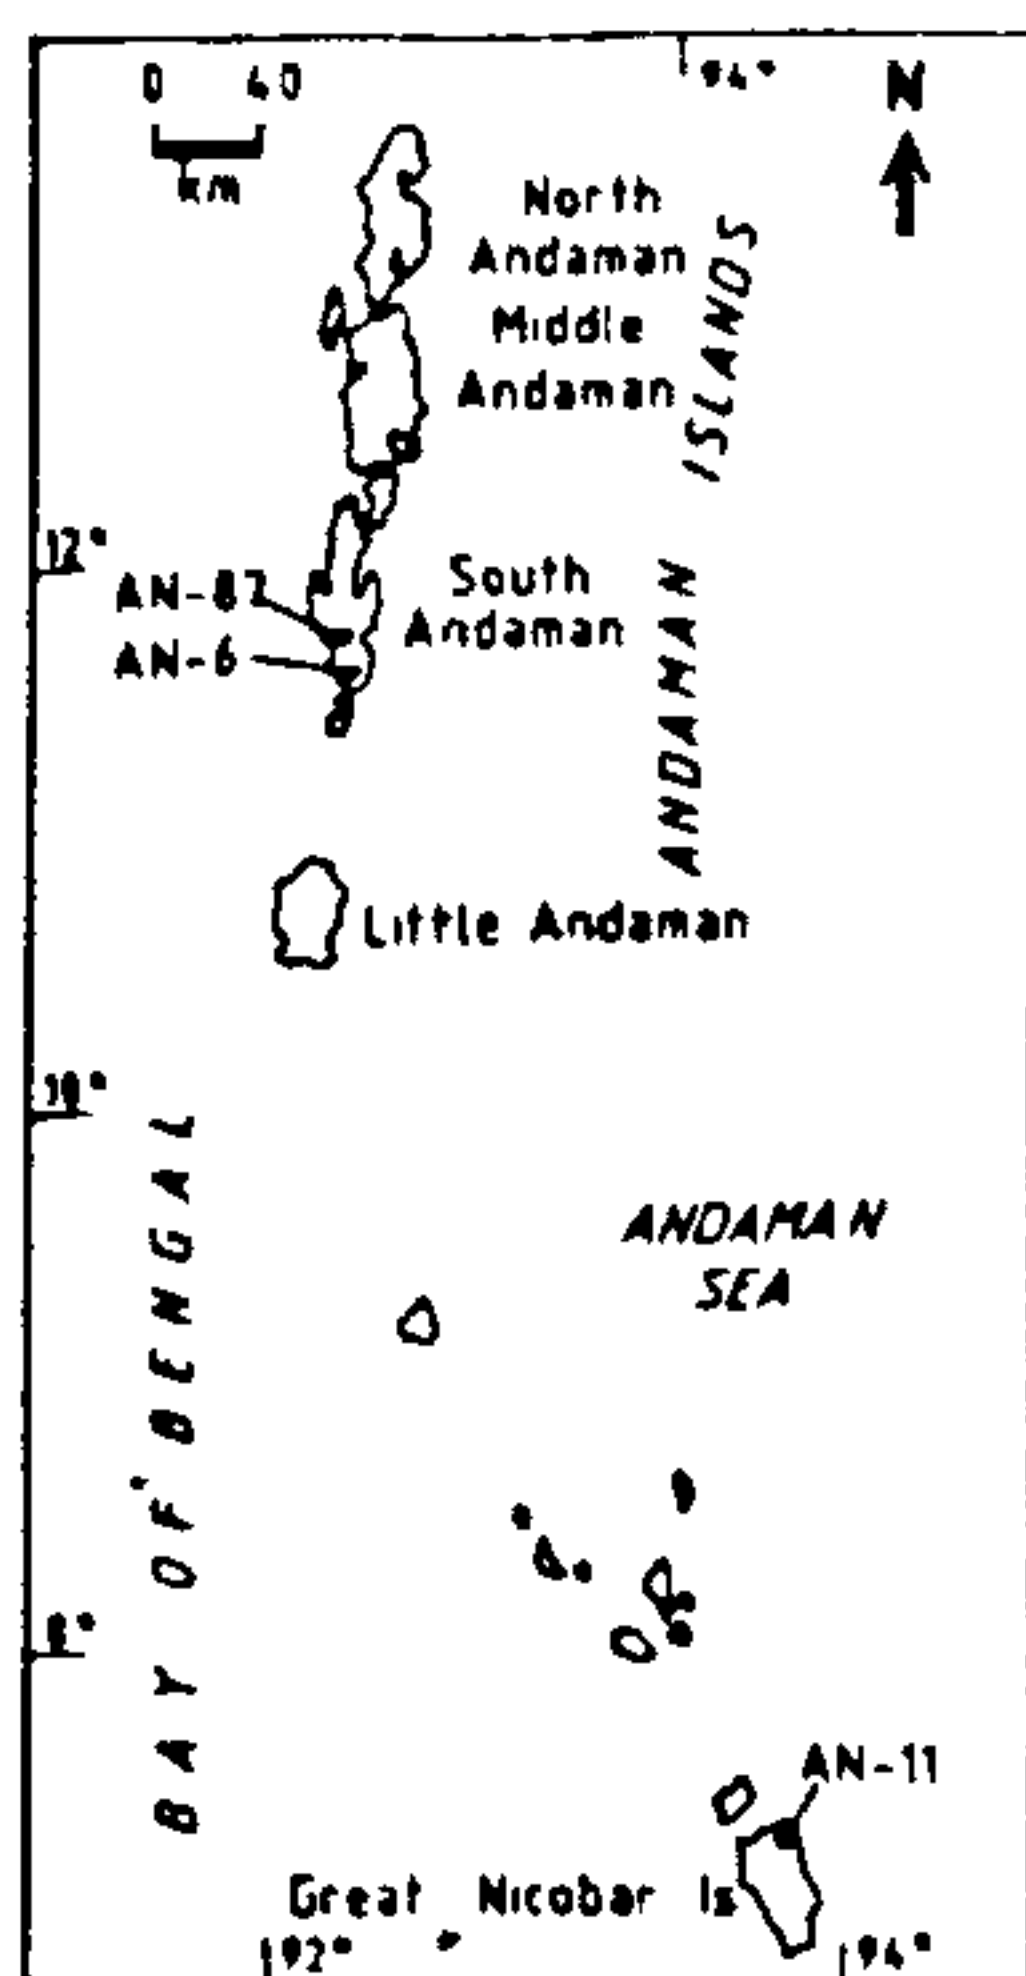 0 40
km
94°
N
North
Andaman
Middle
Andaman
ANDAMAN ISLANDS
12°
AN-87
AN-6
South
Andaman
Little Andaman
10°
BAY OF BENGAL
ANDAMAN
SEA
8°
AN-11
Great Nicobar Is
92°
94°